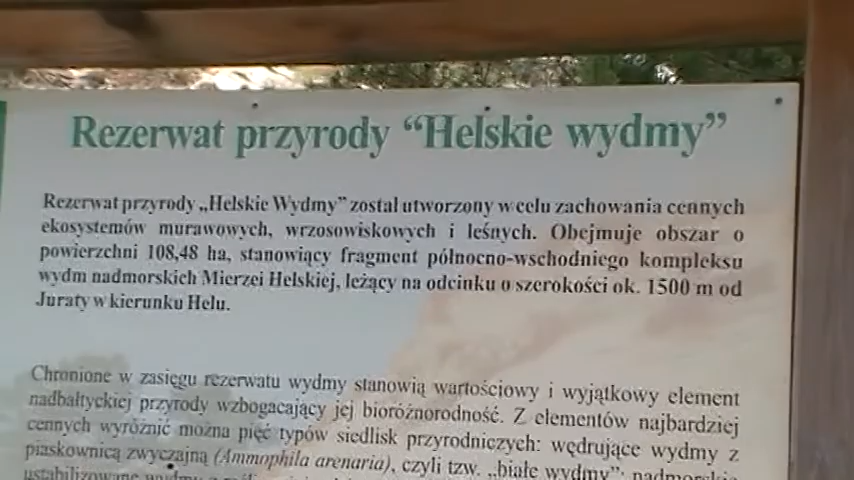 Rezerwat przyrody “Helskie wydmy”
Rezerwat przyrody „Helskie Wydmy” został utworzony w celu zachowania cennych
ekosystemów murawowych, wrzosowiskowych i leśnych. Obejmuje obszar o
powierzchni 108,48 ha, stanowiący fragment północno-wschodniego kompleksu
wydm nadmorskich Mierzei Helskiej, leżący na odcinku o szerokości ok. 1500 m od
Juraty w kierunku Helu.
Chronione w zasięgu rezerwatu wydmy stanowią wartościowy i wyjątkowy element
nadbałtyckiej przyrody wzbogacający jej bioróżnorodność. Z elementów najbardziej
cennych wyróżnić można pięć typów siedlisk przyrodniczych: wędrujące wydmy z
piaskownicą zwyczajną (Ammophila arenaria), czyli tzw. „białe wydmy”; nadmorskie
ustabilizowane wydmy z